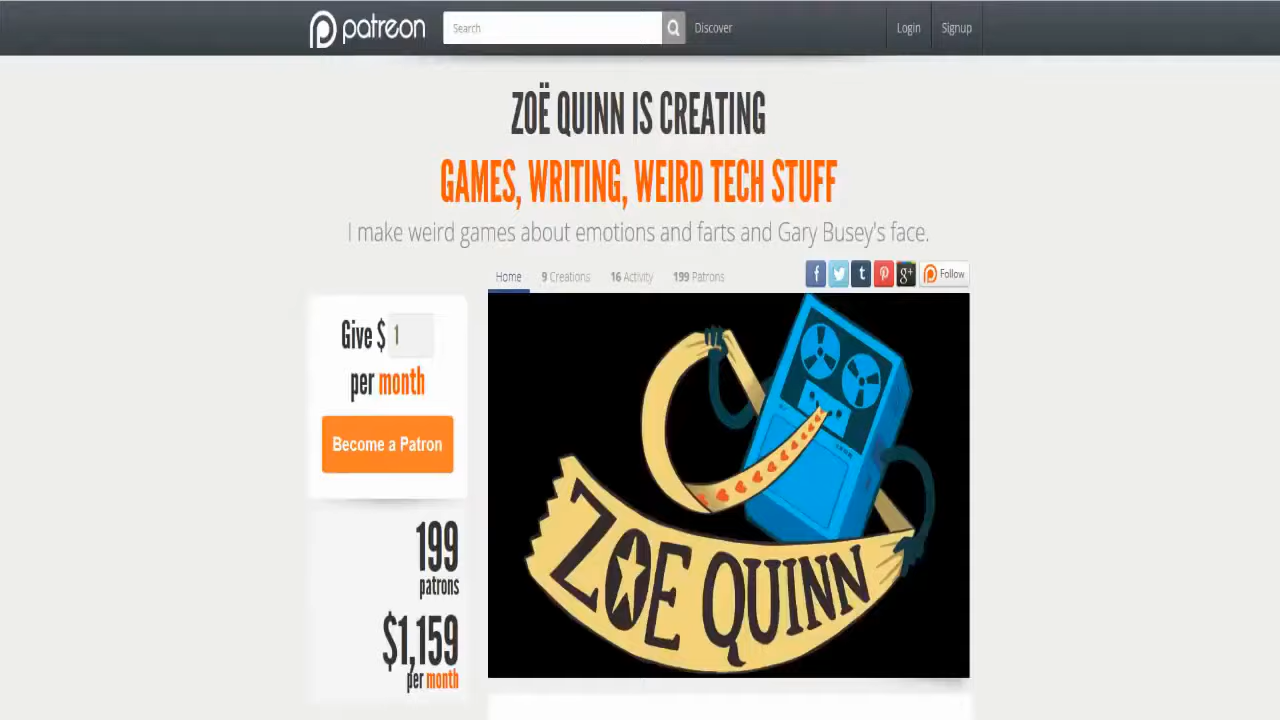 patreon
Search
Discover
Login
Signup
ZOË QUINN IS CREATING
GAMES, WRITING, WEIRD TECH STUFF
I make weird games about emotions and farts and Gary Busey's face.
Home
9 Creations
16 Activity
199 Patrons
f
t
g+
Follow
Give $ 1
per month
Become a Patron
199
patrons
$1,159
per month
ZOE QUINN